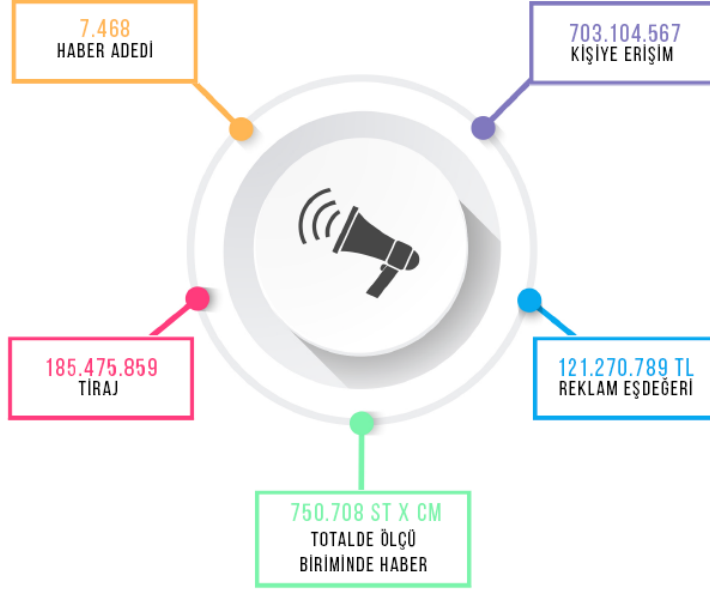 7.468
HABER ADEDİ
703.104.567
KİŞİYE ERİŞİM
185.475.859
TİRAJ
121.270.789 TL
REKLAM EŞDEĞERİ
750.708 ST X CM
TOTALDE ÖLÇÜ
BİRİMİNDE HABER